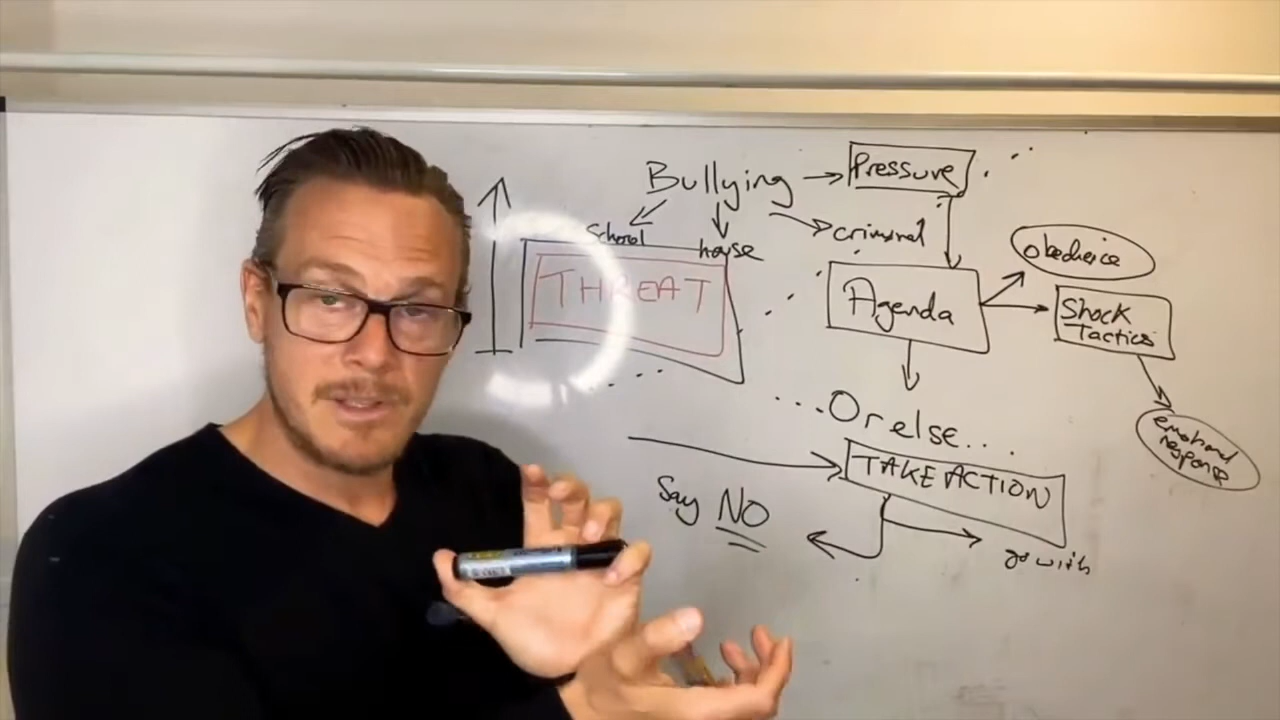 Bullying
Pressure
School
house
criminal
THREAT
Agenda
obedience
Shock
Tactics
emotional
response
...Or else..
TAKE ACTION
Say NO
go with